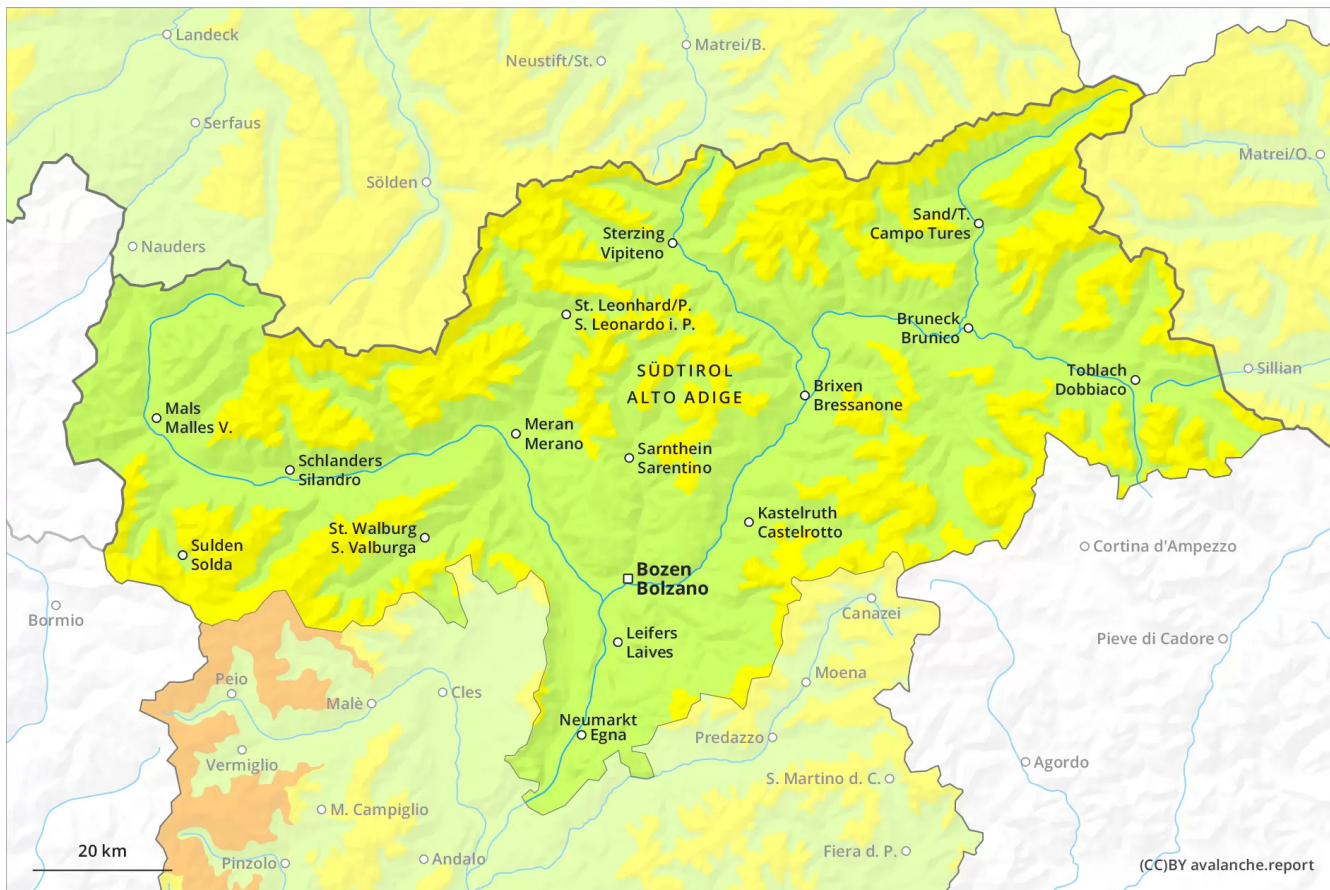 Landeck
Matrei/B.
Neustift/St.
Serfaus
Matrei/O.
Sölden
Sand/T.
Campo Tures
Nauders
Sterzing
Vipiteno
St. Leonhard/P.
S. Leonardo i. P.
Bruneck
Brunico
SÜDTIROL
ALTO ADIGE
Toblach
Dobbiaco
Sillian
Brixen
Bressanone
Mals
Malles V.
Meran
Merano
Schlanders
Silandro
Sarnthein
Sarentino
Kastelruth
Castelrotto
St. Walburg
S. Valburga
Sulden
Solda
Cortina d'Ampezzo
Bozen
Bolzano
Bormio
Canazei
Leifers
Laives
Pieve di Cadore
Peio
Moena
Malè
Cles
Neumarkt
Egna
Predazzo
Vermiglio
Agordo
S. Martino d. C.
M. Campiglio
20 km
Pinzolo
Andalo
Fiera d. P.
(CC)BY avalanche.report